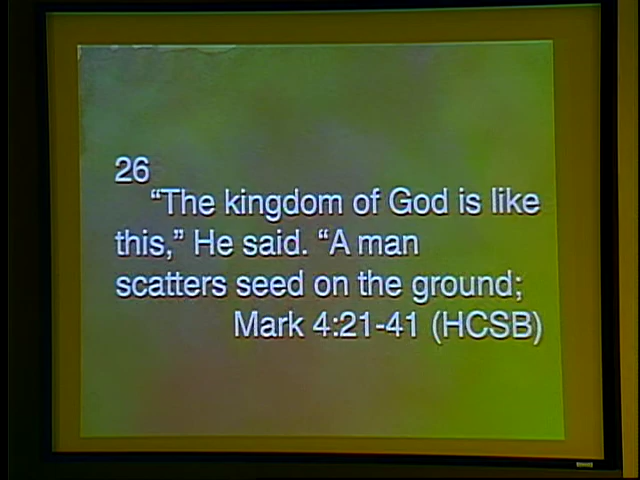 26
“The kingdom of God is like
this,” He said. “A man
scatters seed on the ground;
Mark 4:21-41 (HCSB)